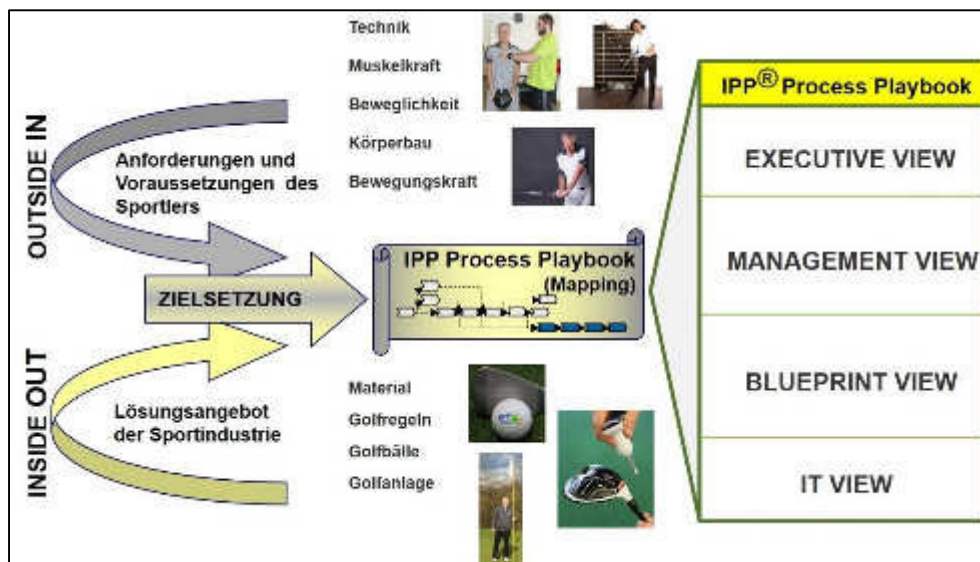 OUTSIDE IN
Anforderungen und
Voraussetzungen des
Sportlers
ZIELSETZUNG
INSIDE OUT
Lösungsangebot
der Sportindustrie
Technik
Muskelkraft
Beweglichkeit
Körperbau
Bewegungskraft
IPP Process Playbook
(Mapping)
Material
Golfregeln
Golfbälle
Golfanlage
IPP® Process Playbook
EXECUTIVE VIEW
MANAGEMENT VIEW
BLUEPRINT VIEW
IT VIEW